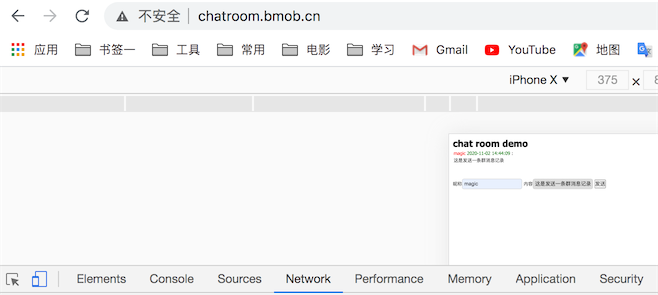 不安全 chatroom.bmob.cn
应用 书签一 工具 常用 电影 学习 Gmail YouTube 地图
iPhone X ▼ 375 ×
chat room demo
magic 2020-11-02 14:44:09 :
这是发送一条群消息记录
昵称 magic 内容 这是发送一条群消息记录 发送
Elements Console Sources Network Performance Memory Application Security